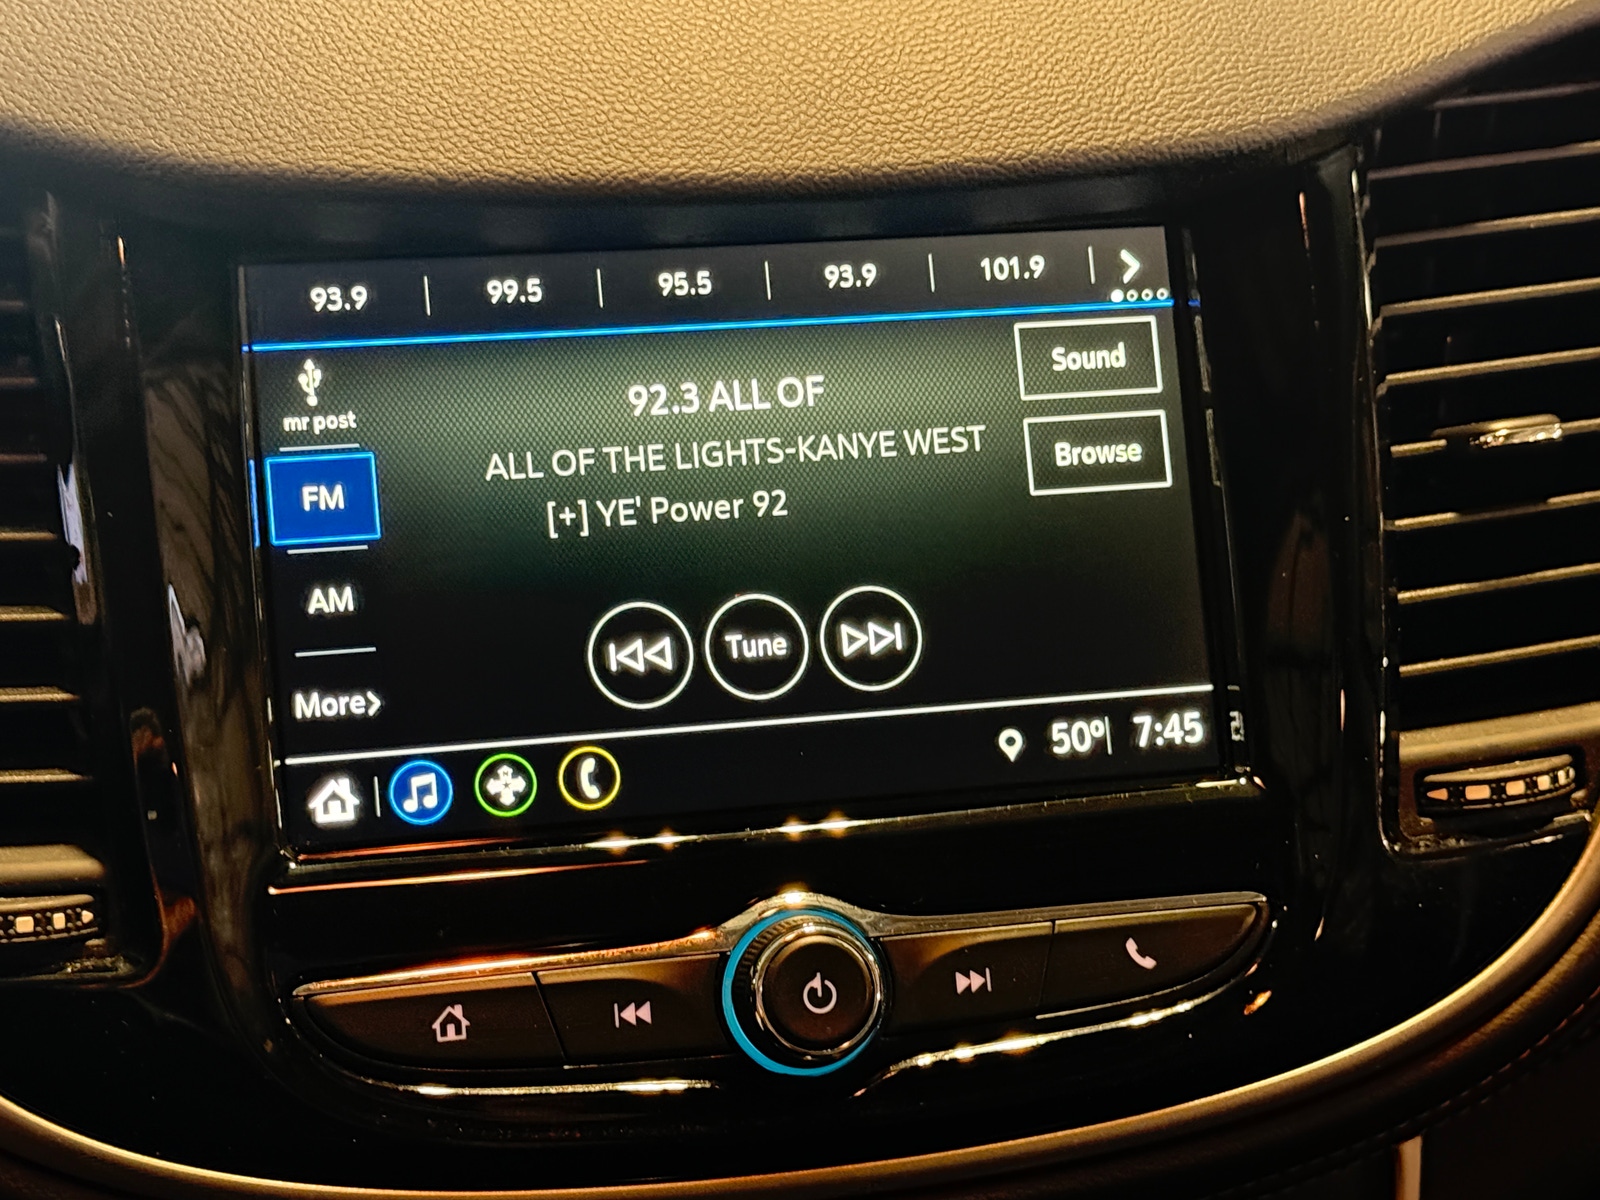 93.9 | 99.5 | 95.5 | 93.9 | 101.9
mr post
FM
AM
More>
92.3 ALL OF
ALL OF THE LIGHTS-KANYE WEST
[+] YE' Power 92
Sound
Browse
Tune
50° 7:45